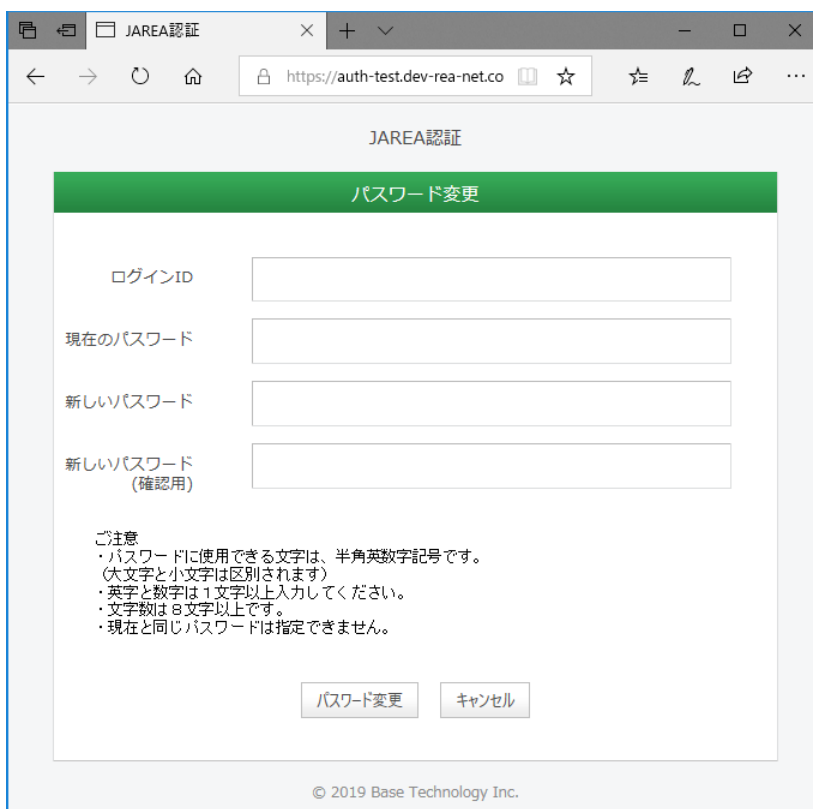 JAREA認証
https://auth-test.dev-rea-net.co
JAREA認証
パスワード変更
ログインID
現在のパスワード
新しいパスワード
新しいパスワード
(確認用)
ご注意
・パスワードに使用できる文字は、半角英数字記号です。
(大文字と小文字は区別されます)
・英字と数字は１文字以上入力してください。
・文字数は８文字以上です。
・現在と同じパスワードは指定できません。
パスワード変更 キャンセル
© 2019 Base Technology Inc.